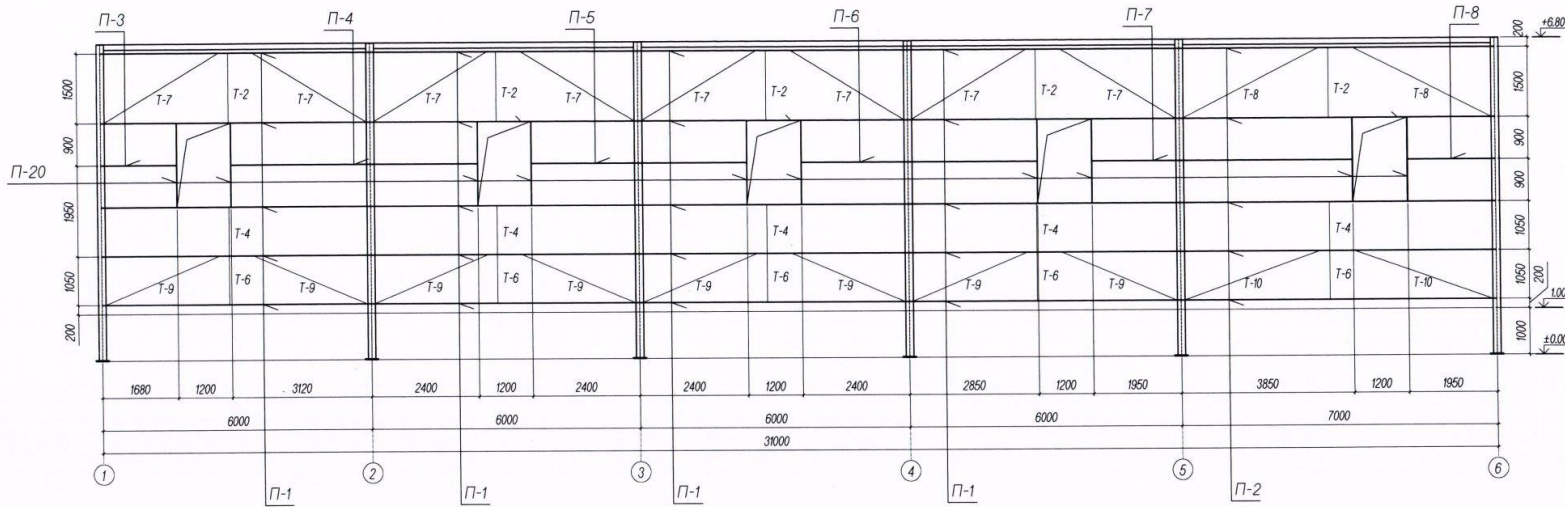 П-3
П-4
П-5
П-6
П-7
П-8
200
+6.80
1500
Т-7
Т-2
Т-7
Т-7
Т-2
Т-7
Т-7
Т-2
Т-7
Т-7
Т-2
Т-7
Т-8
Т-2
Т-8
1500
900
900
П-20
900
1950
Т-4
Т-4
Т-4
Т-4
Т-4
1050
1050
Т-9
Т-6
Т-9
Т-9
Т-6
Т-9
Т-9
Т-6
Т-9
Т-9
Т-6
Т-9
Т-10
Т-6
Т-10
1050
200
1.00
200
1000
±0.00
1680
1200
3120
2400
1200
2400
2400
1200
2400
2850
1200
1950
3850
1200
1950
6000
6000
6000
6000
7000
31000
1
2
3
4
5
6
П-1
П-1
П-1
П-1
П-2